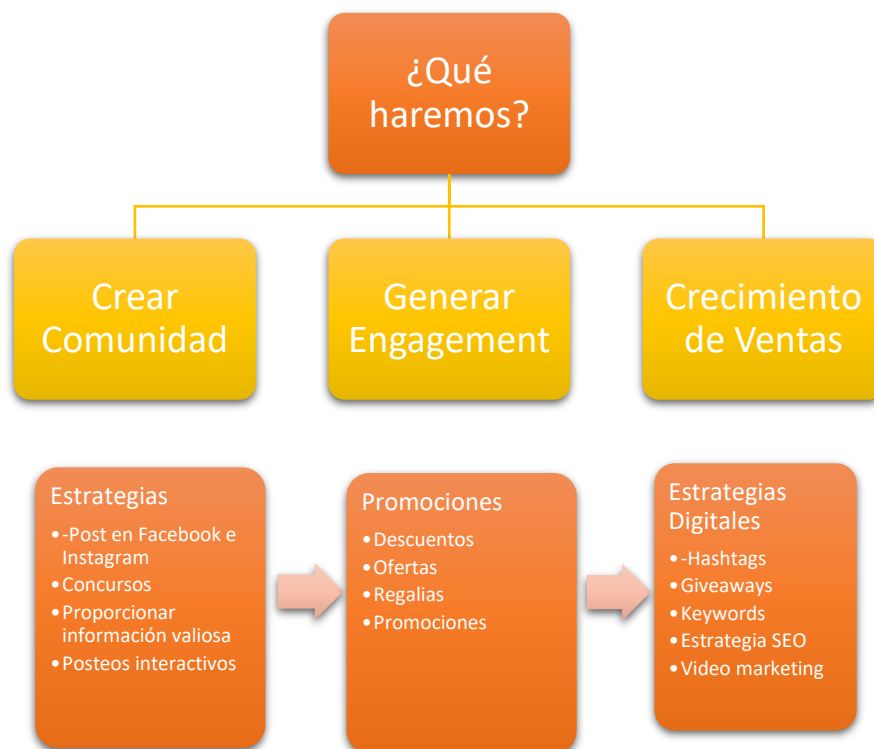 ¿Qué
haremos?
Crear
Comunidad
Generar
Engagement
Crecimiento
de Ventas
Estrategias
•-Post en Facebook e
Instagram
•Concursos
•Proporcionar
información valiosa
•Posteos interactivos
Promociones
•Descuentos
•Ofertas
•Regalias
•Promociones
Estrategias
Digitales
•-Hashtags
•Giveaways
•Keywords
•Estrategia SEO
•Video marketing